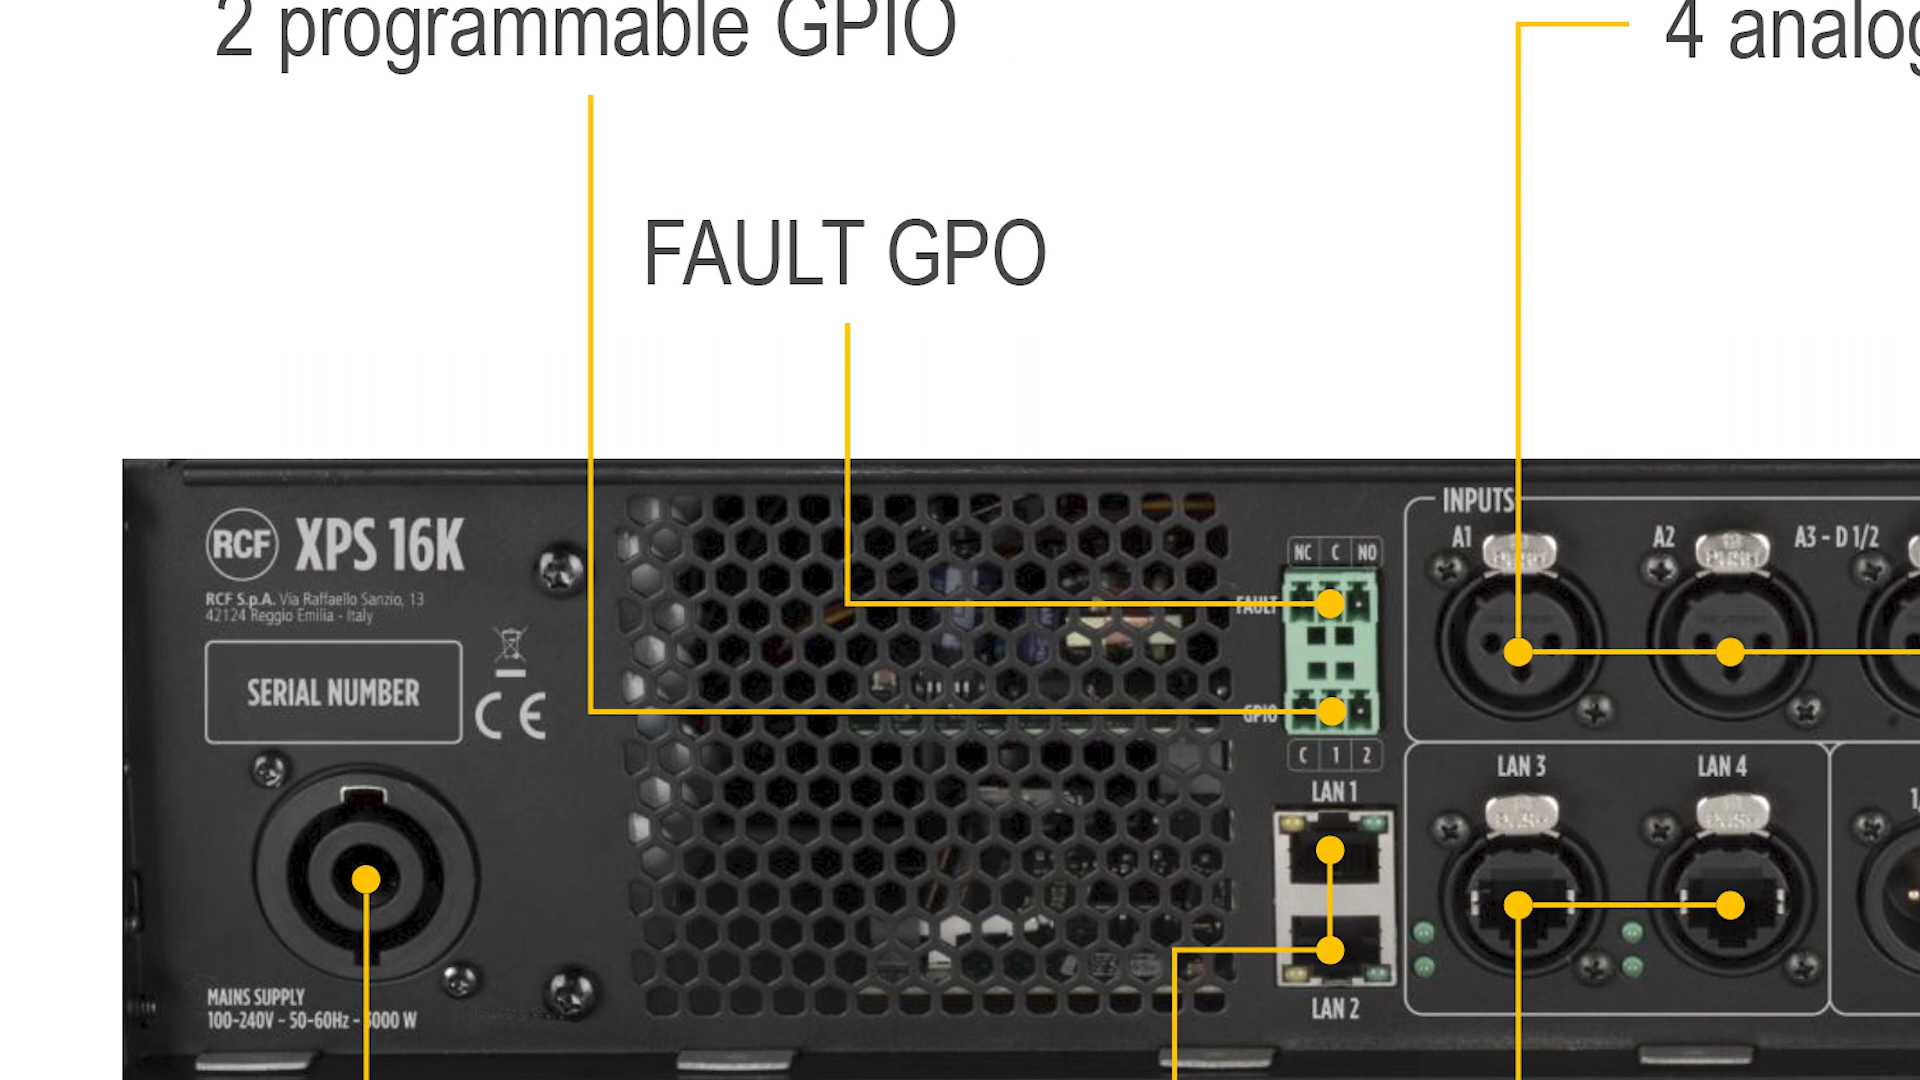 2 programmable GPIO
4 analog
FAULT GPO
RCF XPS 16K
RCF S.p.A. Via Raffaello Sanzio, 13
42124 Reggio Emilia - Italy
SERIAL NUMBER
CE
MAINS SUPPLY
100-240V - 50-60Hz - 3000 W
NC C NO
FAULT
GPIO
C 1 2
LAN 1
LAN 2
INPUTS
A1 A2 A3 - D 1/2
LAN 3 LAN 4